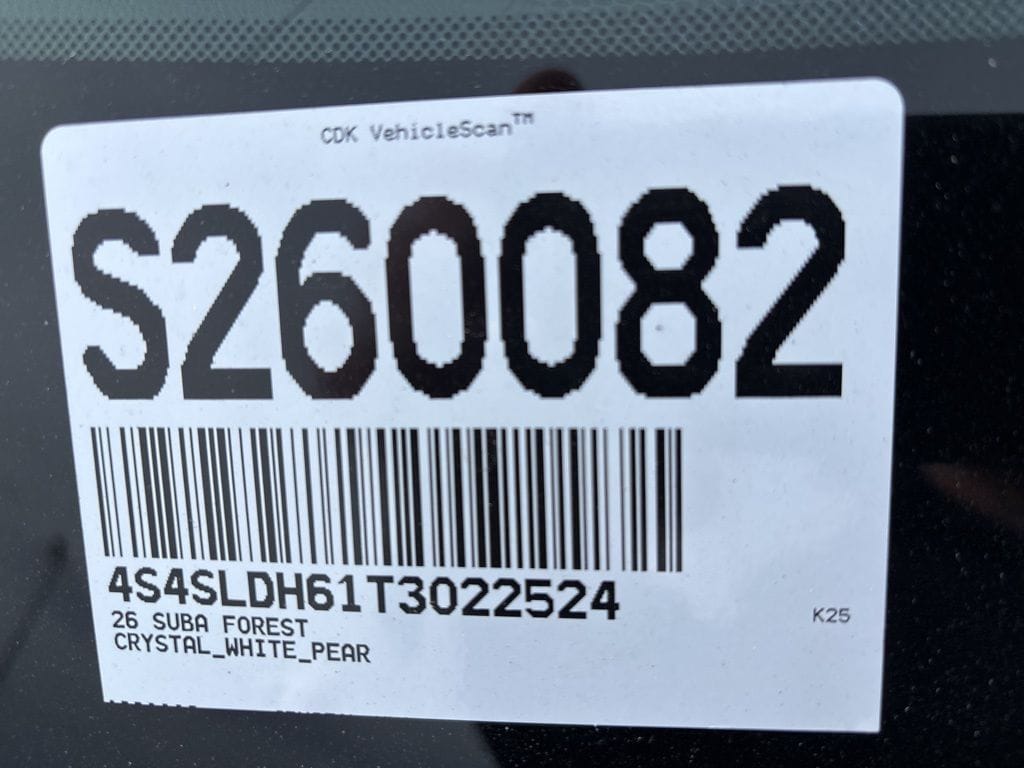 CDK VehicleScan™
S260082
4S4SLDH61T3022524
26 SUBA FOREST
CRYSTAL_WHITE_PEAR
K25